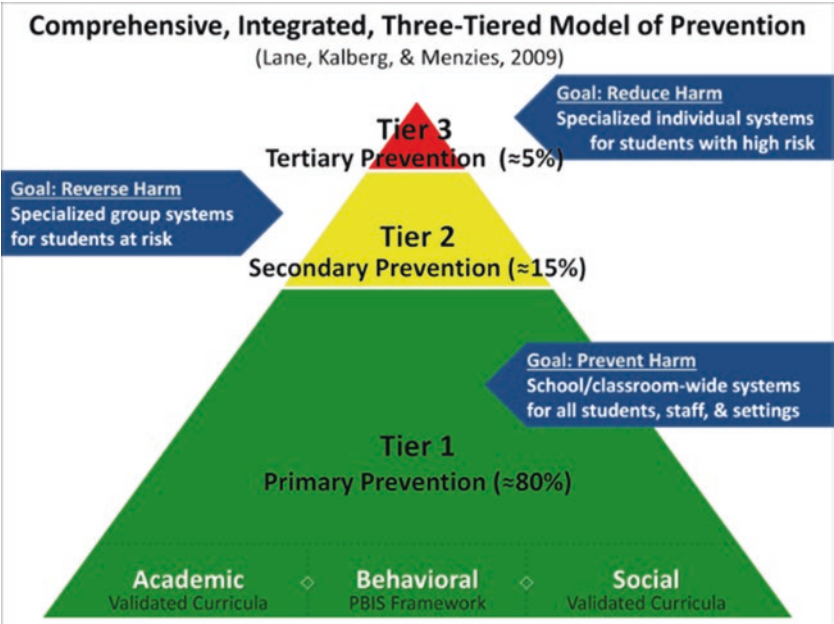 Comprehensive, Integrated, Three-Tiered Model of Prevention
(Lane, Kalberg, & Menzies, 2009)
Goal: Reduce Harm
Specialized individual systems
for students with high risk
Tier 3
Tertiary Prevention (≈5%)
Goal: Reverse Harm
Specialized group systems
for students at risk
Tier 2
Secondary Prevention (≈15%)
Goal: Prevent Harm
School/classroom-wide systems
for all students, staff, & settings
Tier 1
Primary Prevention (≈80%)
Academic ◇ Behavioral ◇ Social
Validated Curricula PBIS Framework Validated Curricula